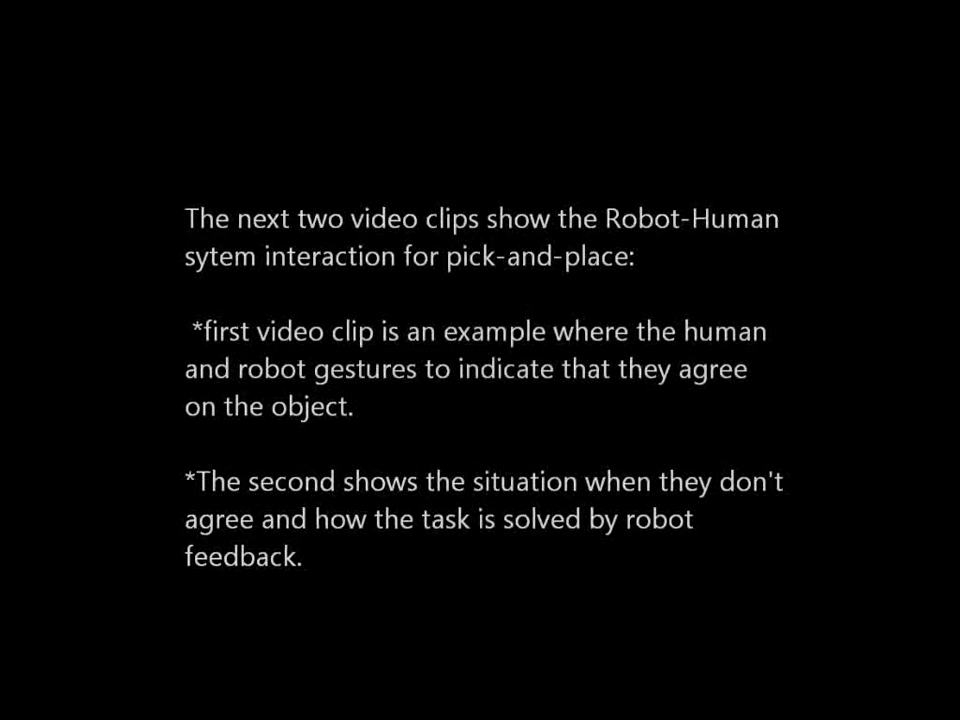 The next two video clips show the Robot-Human
sytem interaction for pick-and-place:
*first video clip is an example where the human
and robot gestures to indicate that they agree
on the object.
*The second shows the situation when they don't
agree and how the task is solved by robot
feedback.